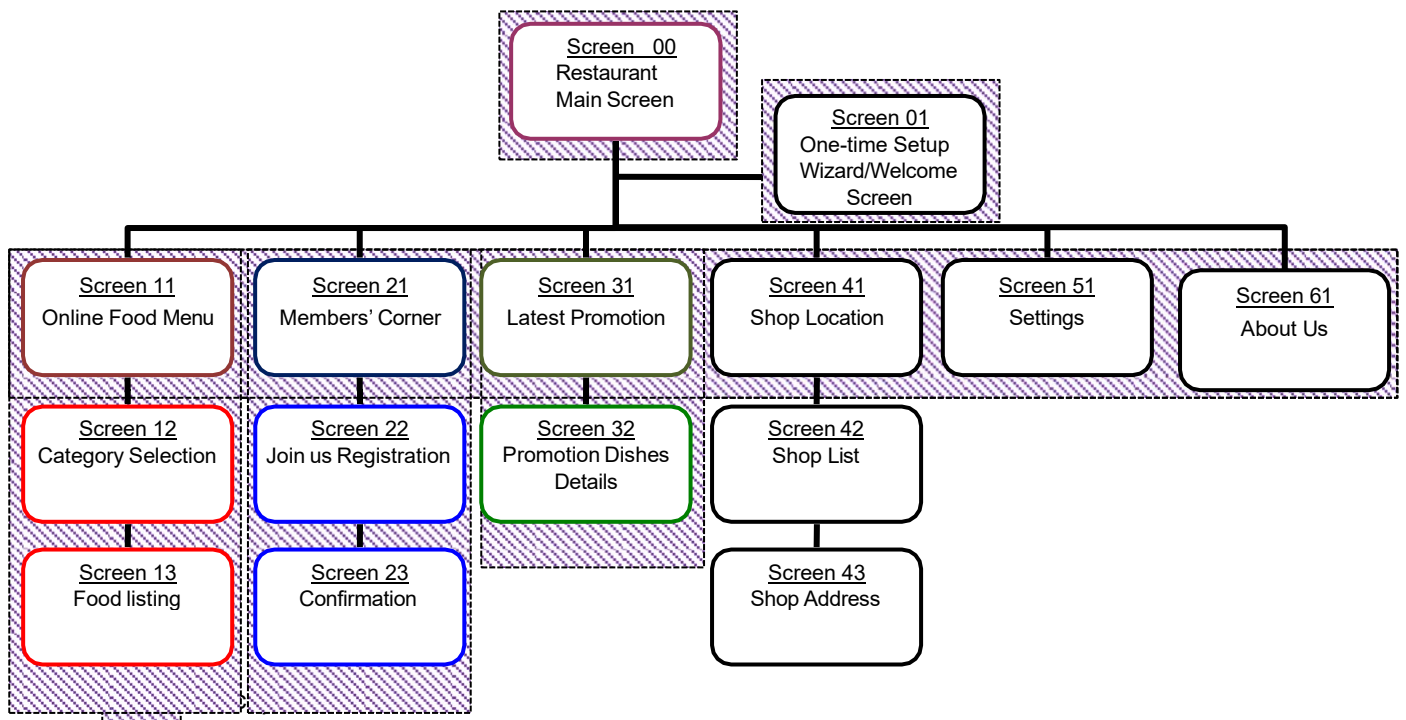 Screen 00
Restaurant
Main Screen
Screen 01
One-time Setup
Wizard/Welcome
Screen
Screen 11
Online Food Menu
Screen 21
Members’ Corner
Screen 31
Latest Promotion
Screen 41
Shop Location
Screen 51
Settings
Screen 61
About Us
Screen 12
Category Selection
Screen 22
Join us Registration
Screen 32
Promotion Dishes
Details
Screen 42
Shop List
Screen 13
Food listing
Screen 23
Confirmation
Screen 43
Shop Address